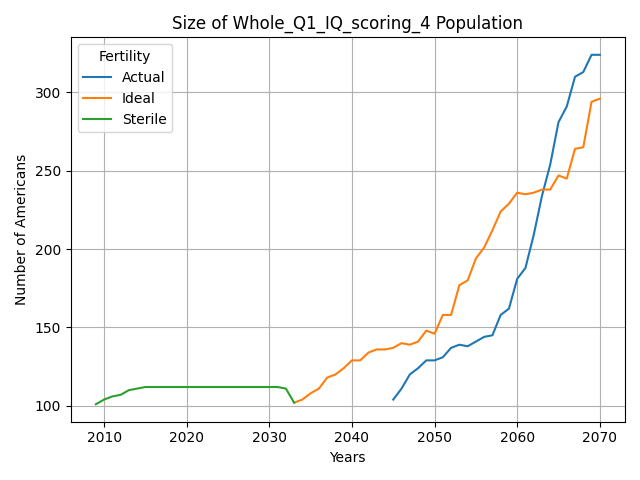 Size of Whole_Q1_IQ_scoring_4 Population
Fertility
Actual
Ideal
Sterile
Number of Americans
300
250
200
150
100
2010 2020 2030 2040 2050 2060 2070
Years